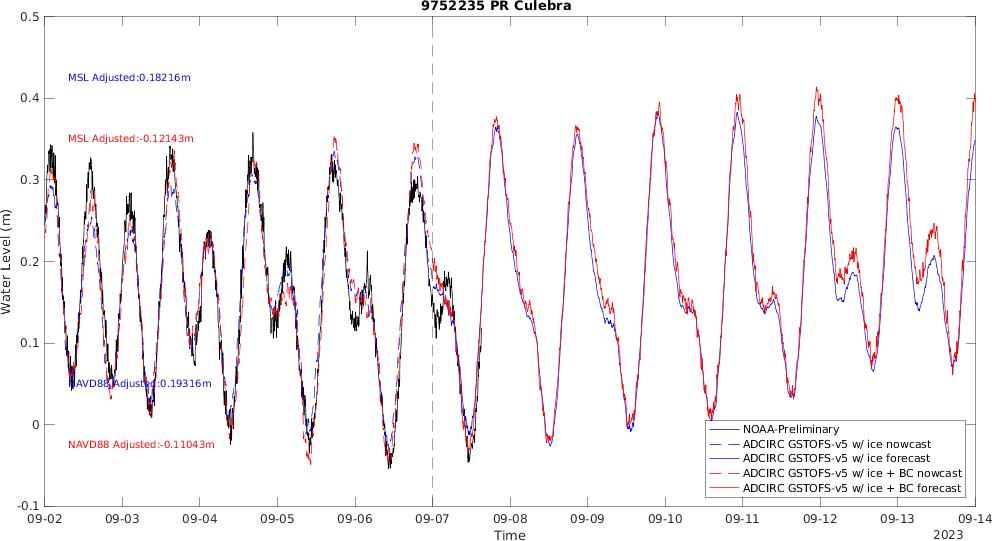 9752235 PR Culebra
0.5
0.4
0.3
0.2
0.1
0
-0.1
Water Level (m)
MSL Adjusted:0.18216m
MSL Adjusted:-0.12143m
NAVD88 Adjusted:0.19316m
NAVD88 Adjusted:-0.11043m
NOAA-Preliminary
ADCIRC GSTOFS-v5 w/ ice nowcast
ADCIRC GSTOFS-v5 w/ ice forecast
ADCIRC GSTOFS-v5 w/ ice + BC nowcast
ADCIRC GSTOFS-v5 w/ ice + BC forecast
09-02 09-03 09-04 09-05 09-06 09-07 09-08 09-09 09-10 09-11 09-12 09-13 09-14
Time
2023